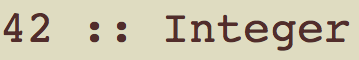 42 :: Integer